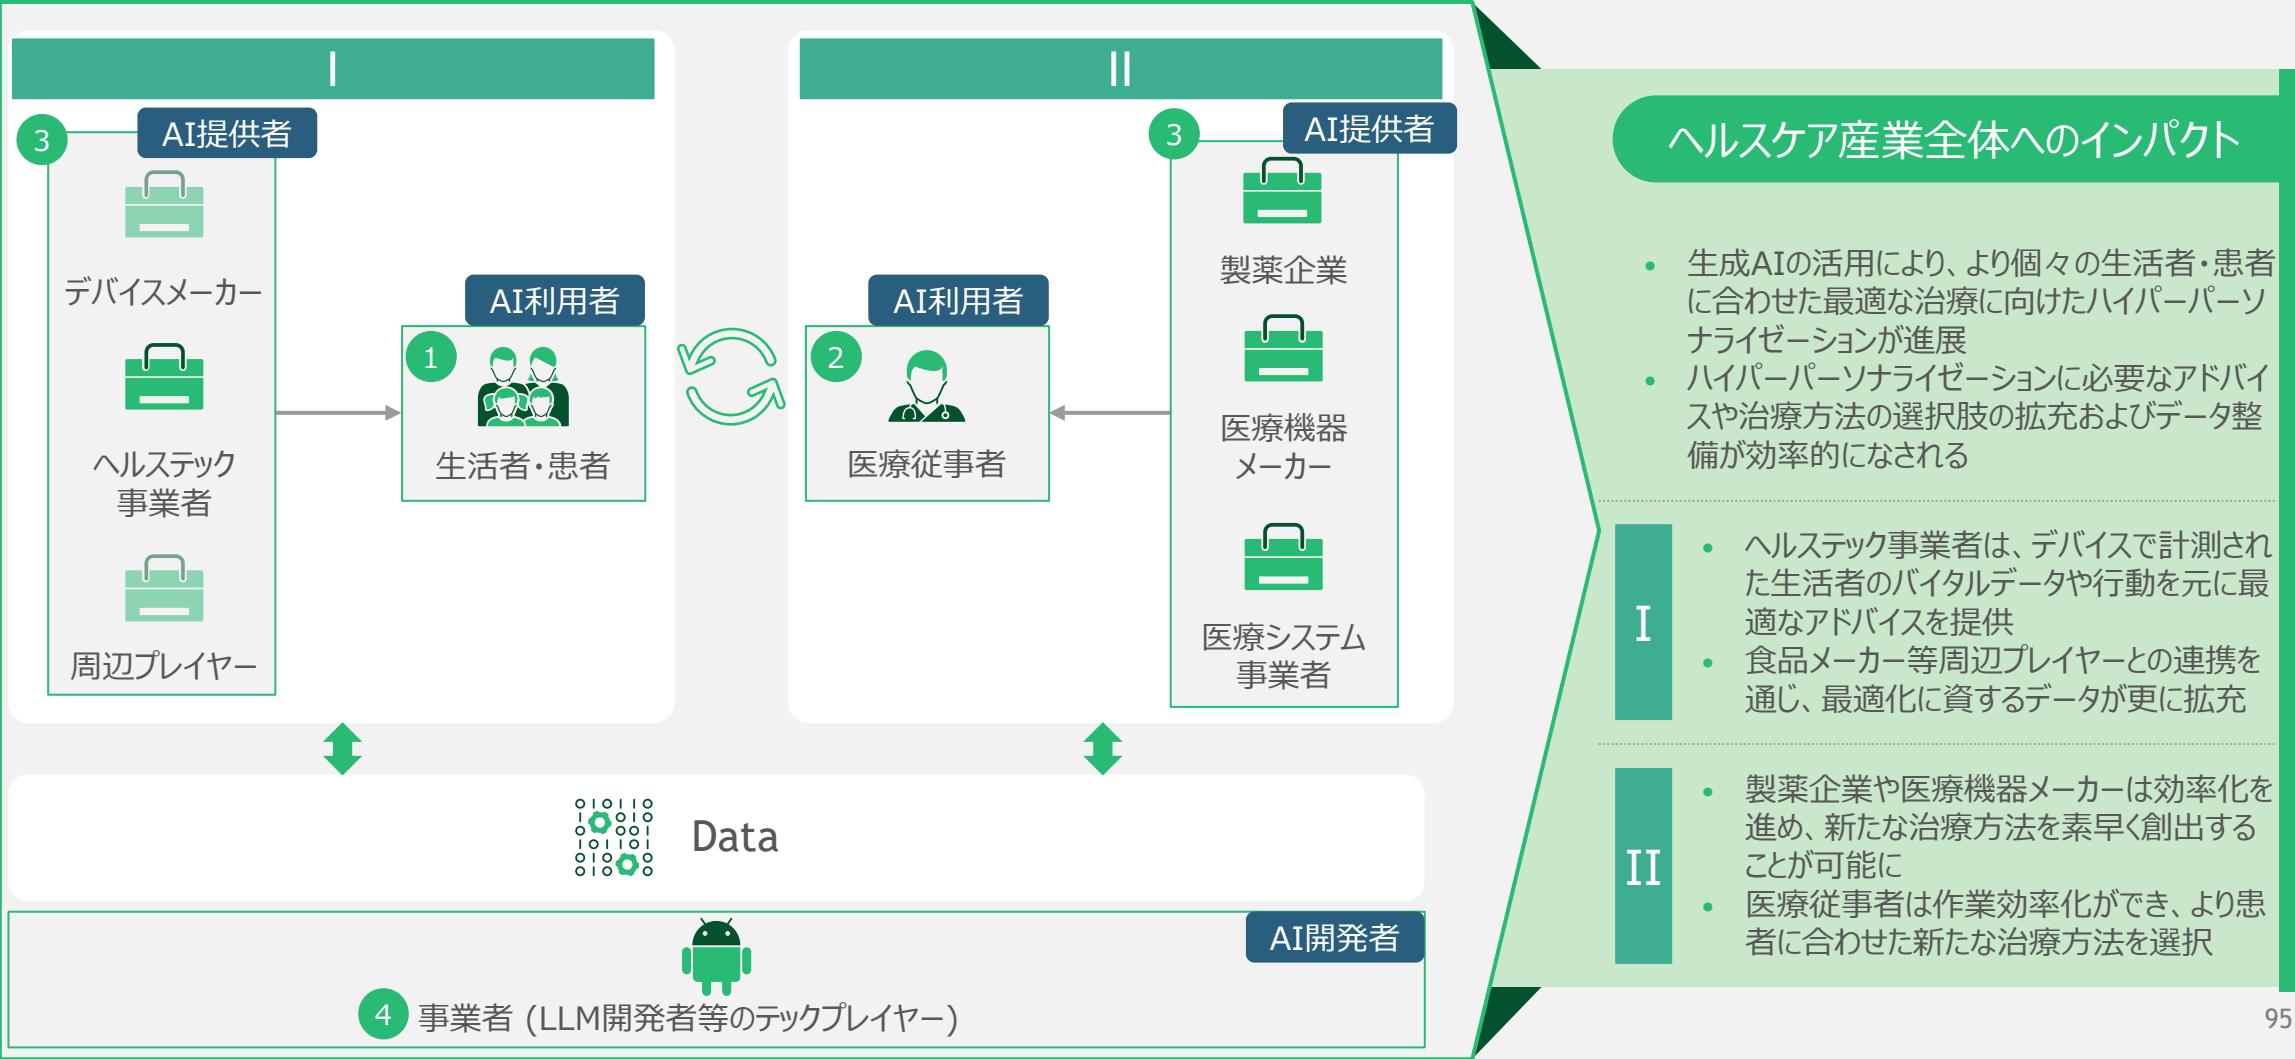 I
3
AI提供者
デバイスメーカー
ヘルステック
事業者
周辺プレイヤー
AI利用者
1
生活者・患者
II
AI利用者
2
医療従事者
3
AI提供者
製薬企業
医療機器
メーカー
医療システム
事業者
Data
AI開発者
4 事業者 (LLM開発者等のテックプレイヤー)
ヘルスケア産業全体へのインパクト
• 生成AIの活用により、より個々の生活者・患者
に合わせた最適な治療に向けたハイパーパーソ
ナライゼーションが進展
• ハイパーパーソナライゼーションに必要なアドバイ
スや治療方法の選択肢の拡充およびデータ整
備が効率的になされる
I
• ヘルステック事業者は、デバイスで計測され
た生活者のバイタルデータや行動を元に最
適なアドバイスを提供
• 食品メーカー等周辺プレイヤーとの連携を
通じ、最適化に資するデータが更に拡充
II
• 製薬企業や医療機器メーカーは効率化を
進め、新たな治療方法を素早く創出する
ことが可能に
• 医療従事者は作業効率化ができ、より患
者に合わせた新たな治療方法を選択
95